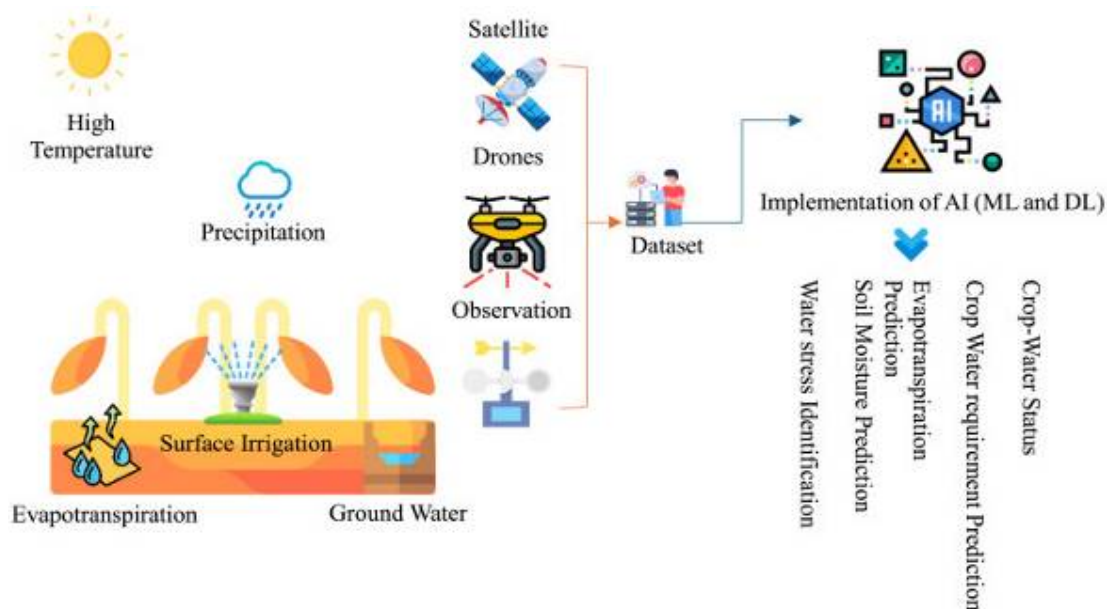 High
Temperature
Precipitation
Surface Irrigation
Evapotranspiration
Ground Water
Satellite
Drones
Observation
Dataset
AI
Implementation of AI (ML and DL)
Water stress Identification
Soil Moisture Prediction
Evapotranspiration
Prediction
Crop Water requirement Prediction
Crop-Water Status